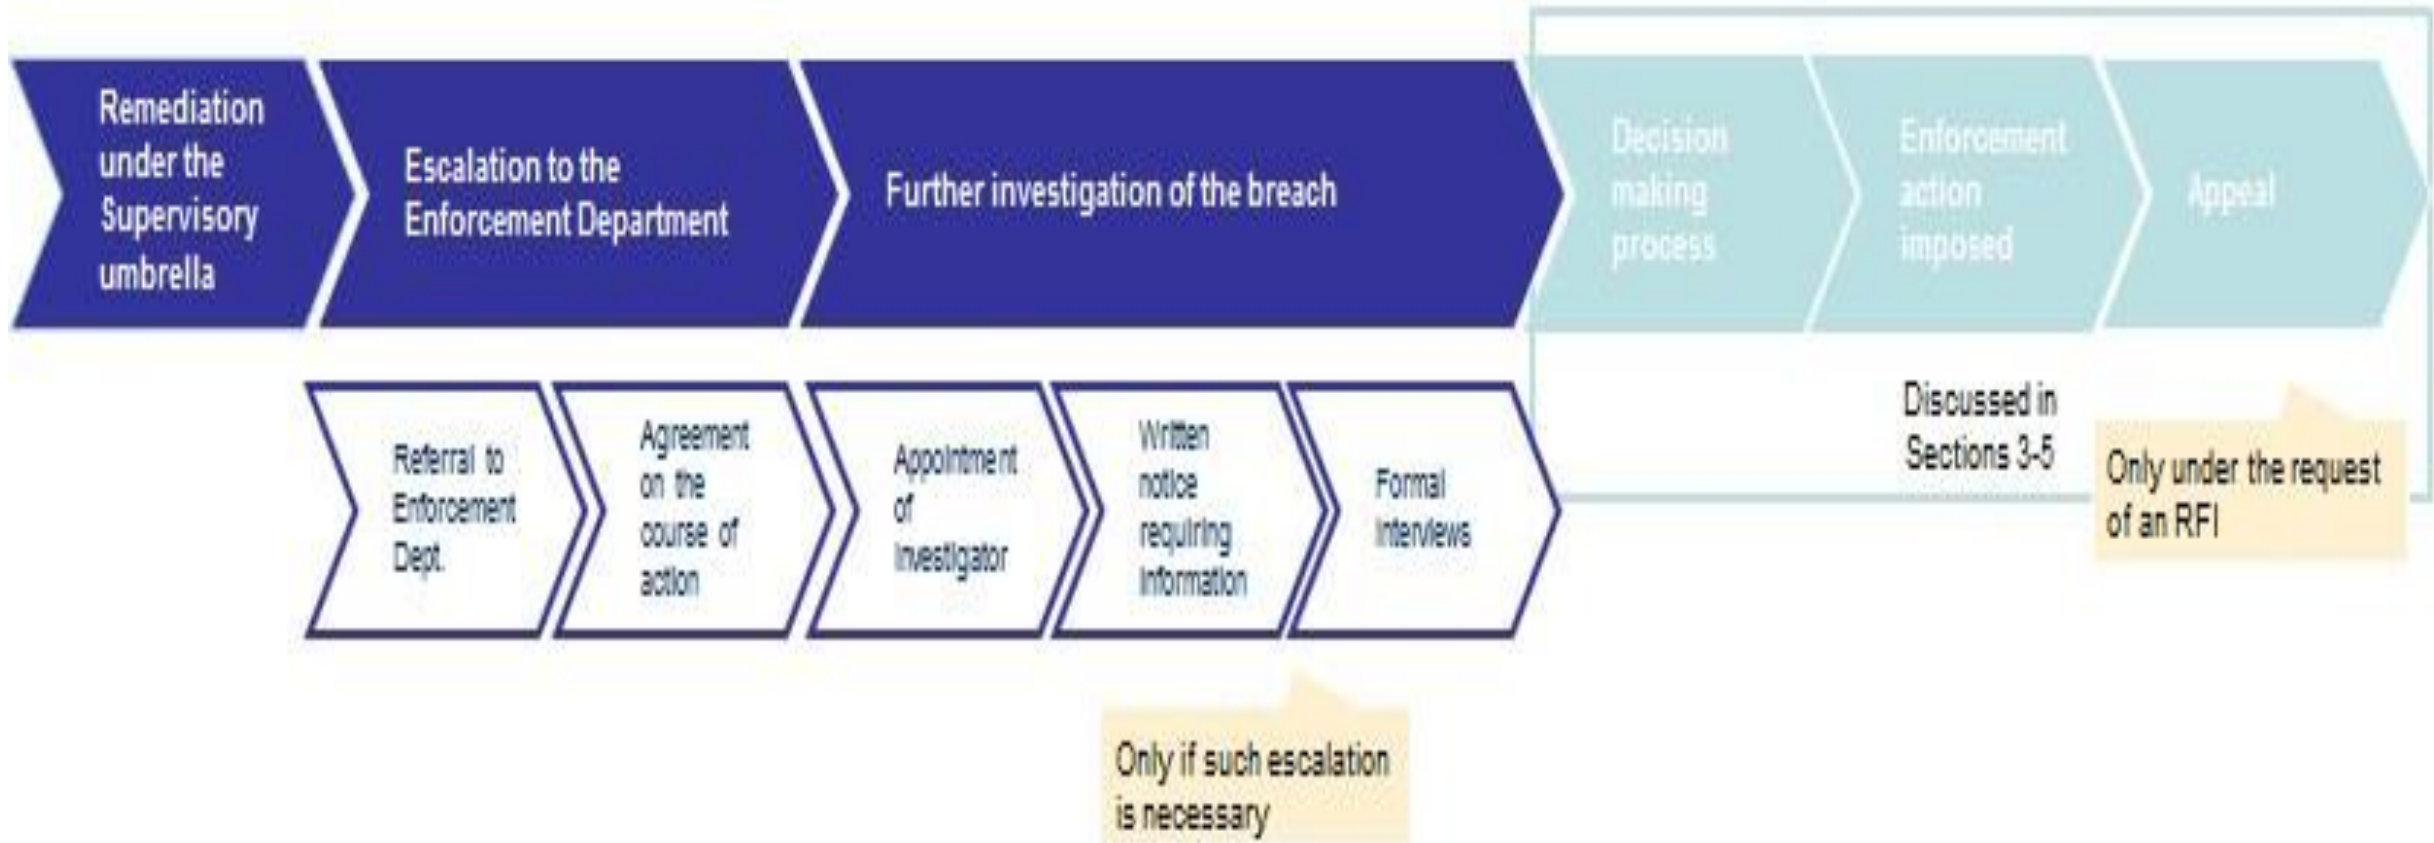 Remediation
under the
Supervisory
umbrella
Escalation to the
Enforcement Department
Further investigation of the breach
Decision
making
process
Enforcement
action
imposed
Appeal
Referral to
Enforcement
Dept.
Agreement
on the
course of
action
Appointment
of
Investigator
Written
notice
requiring
Information
Formal
Interviews
Discussed in
Sections 3-5
Only under the request
of an RFI
Only if such escalation
is necessary